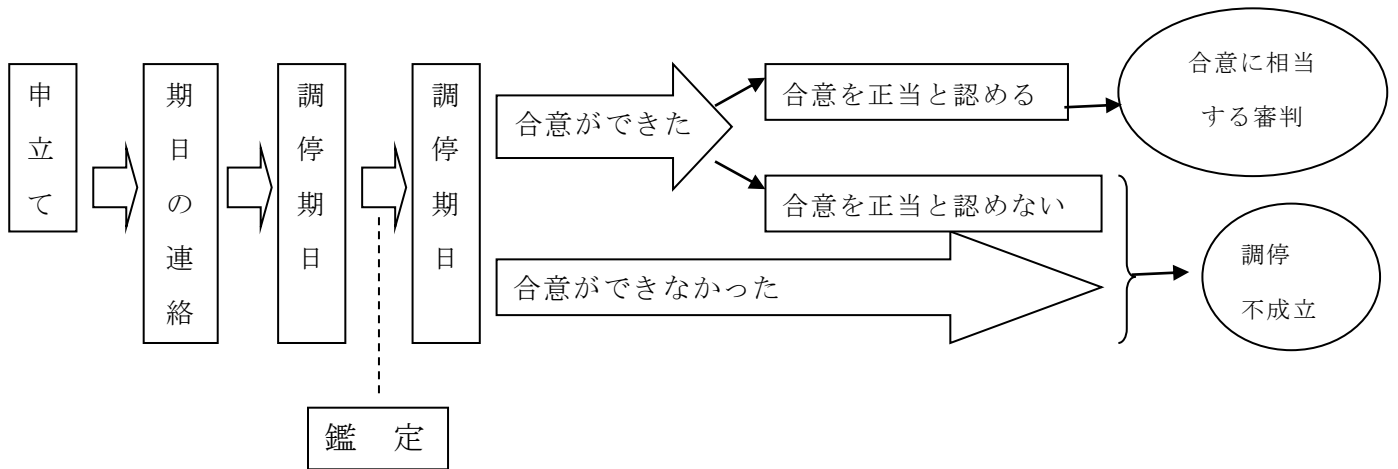 申立て
期日の連絡
調停期日
調停期日
合意ができた
合意を正当と認める
合意に相当
する審判
合意を正当と認めない
合意ができなかった
調停
不成立
鑑　定